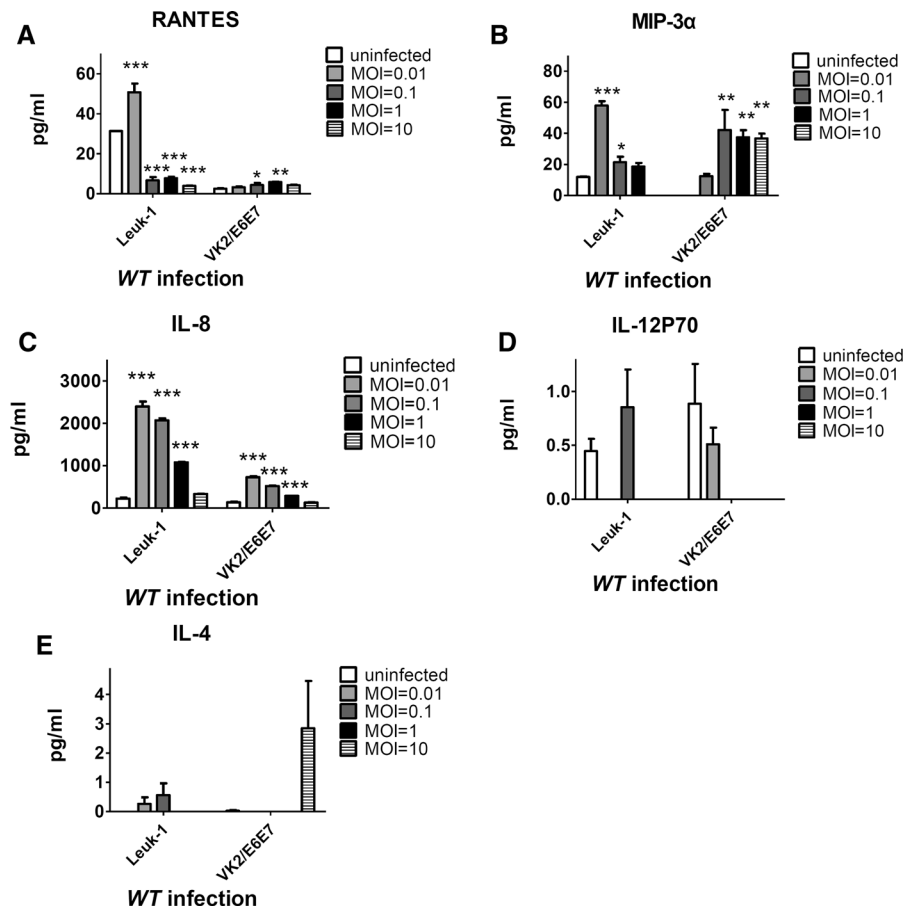 A
RANTES
uninfected
MOI=0.01
MOI=0.1
MOI=1
MOI=10
pg/ml
60
40
20
0
***
***
***
***
*
**
Leuk-1
VK2/E6E7
WT infection
B
MIP-3α
uninfected
MOI=0.01
MOI=0.1
MOI=1
MOI=10
pg/ml
80
60
40
20
0
***
*
**
**
**
Leuk-1
VK2/E6E7
WT infection
C
IL-8
uninfected
MOI=0.01
MOI=0.1
MOI=1
MOI=10
pg/ml
3000
2000
1000
0
***
***
***
***
***
***
Leuk-1
VK2/E6E7
WT infection
D
IL-12P70
uninfected
MOI=0.01
MOI=0.1
MOI=1
MOI=10
pg/ml
1.0
0.5
0.0
Leuk-1
VK2/E6E7
WT infection
E
IL-4
uninfected
MOI=0.01
MOI=0.1
MOI=1
MOI=10
pg/ml
4
3
2
1
0
Leuk-1
VK2/E6E7
WT infection